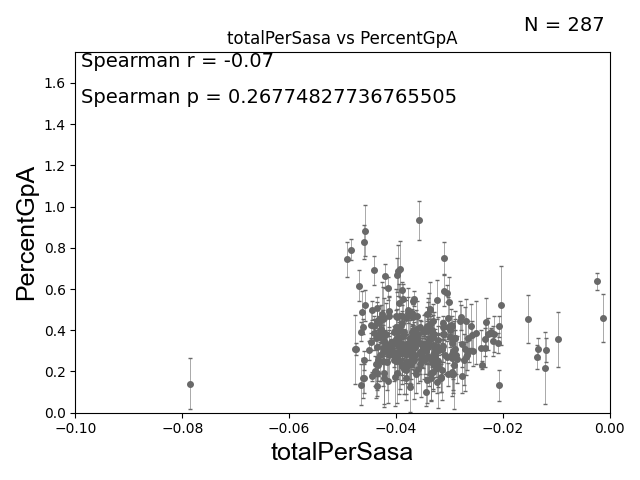 N = 287
totalPerSasa vs PercentGpA
Spearman r = -0.07
Spearman p = 0.26774827736765505
PercentGpA
1.6
1.4
1.2
1.0
0.8
0.6
0.4
0.2
0.0
−0.10 −0.08 −0.06 −0.04 −0.02 0.00
totalPerSasa